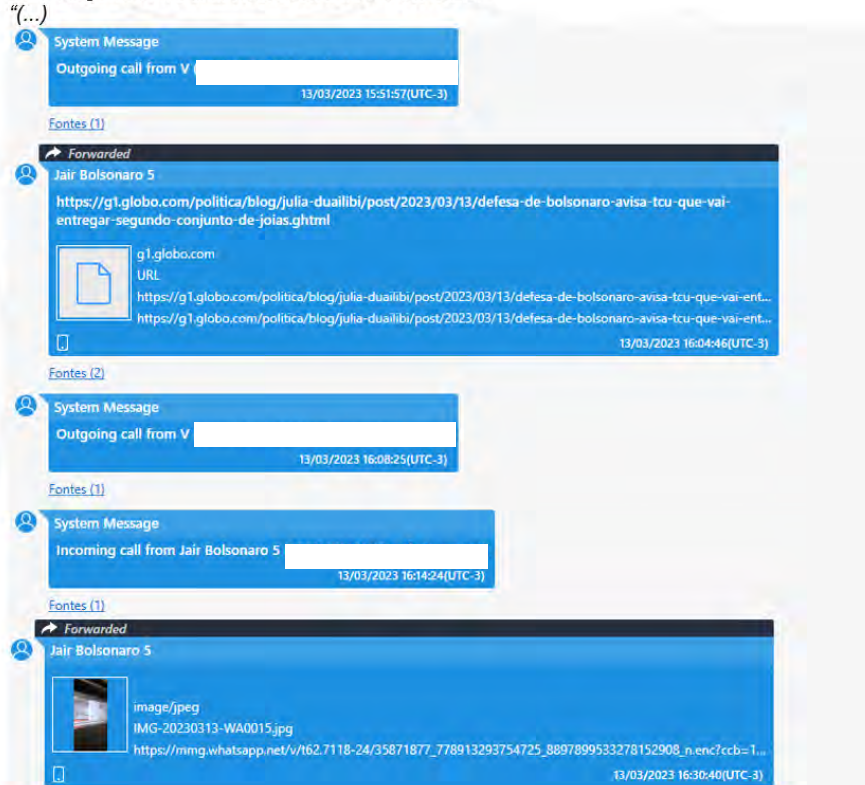 “(...)
System Message
Outgoing call from V (
13/03/2023 15:51:57(UTC-3)
Fontes (1)
Forwarded
Jair Bolsonaro 5
https://g1.globo.com/politica/blog/julia-duailibi/post/2023/03/13/defesa-de-bolsonaro-avisa-tcu-que-vai-
entregar-segundo-conjunto-de-joias.ghtml
g1.globo.com
URL
https://g1.globo.com/politica/blog/julia-duailibi/post/2023/03/13/defesa-de-bolsonaro-avisa-tcu-que-vai-ent...
https://g1.globo.com/politica/blog/julia-duailibi/post/2023/03/13/defesa-de-bolsonaro-avisa-tcu-que-vai-ent...
13/03/2023 16:04:46(UTC-3)
Fontes (2)
System Message
Outgoing call from V
13/03/2023 16:08:25(UTC-3)
Fontes (1)
System Message
Incoming call from Jair Bolsonaro 5
13/03/2023 16:14:24(UTC-3)
Fontes (1)
Forwarded
Jair Bolsonaro 5
image/jpeg
IMG-20230313-WA0015.jpg
https://mmg.whatsapp.net/v/t62.7118-24/35871877_778913293754725_8897899533278152908_n.enc?ccb=1...
13/03/2023 16:30:40(UTC-3)